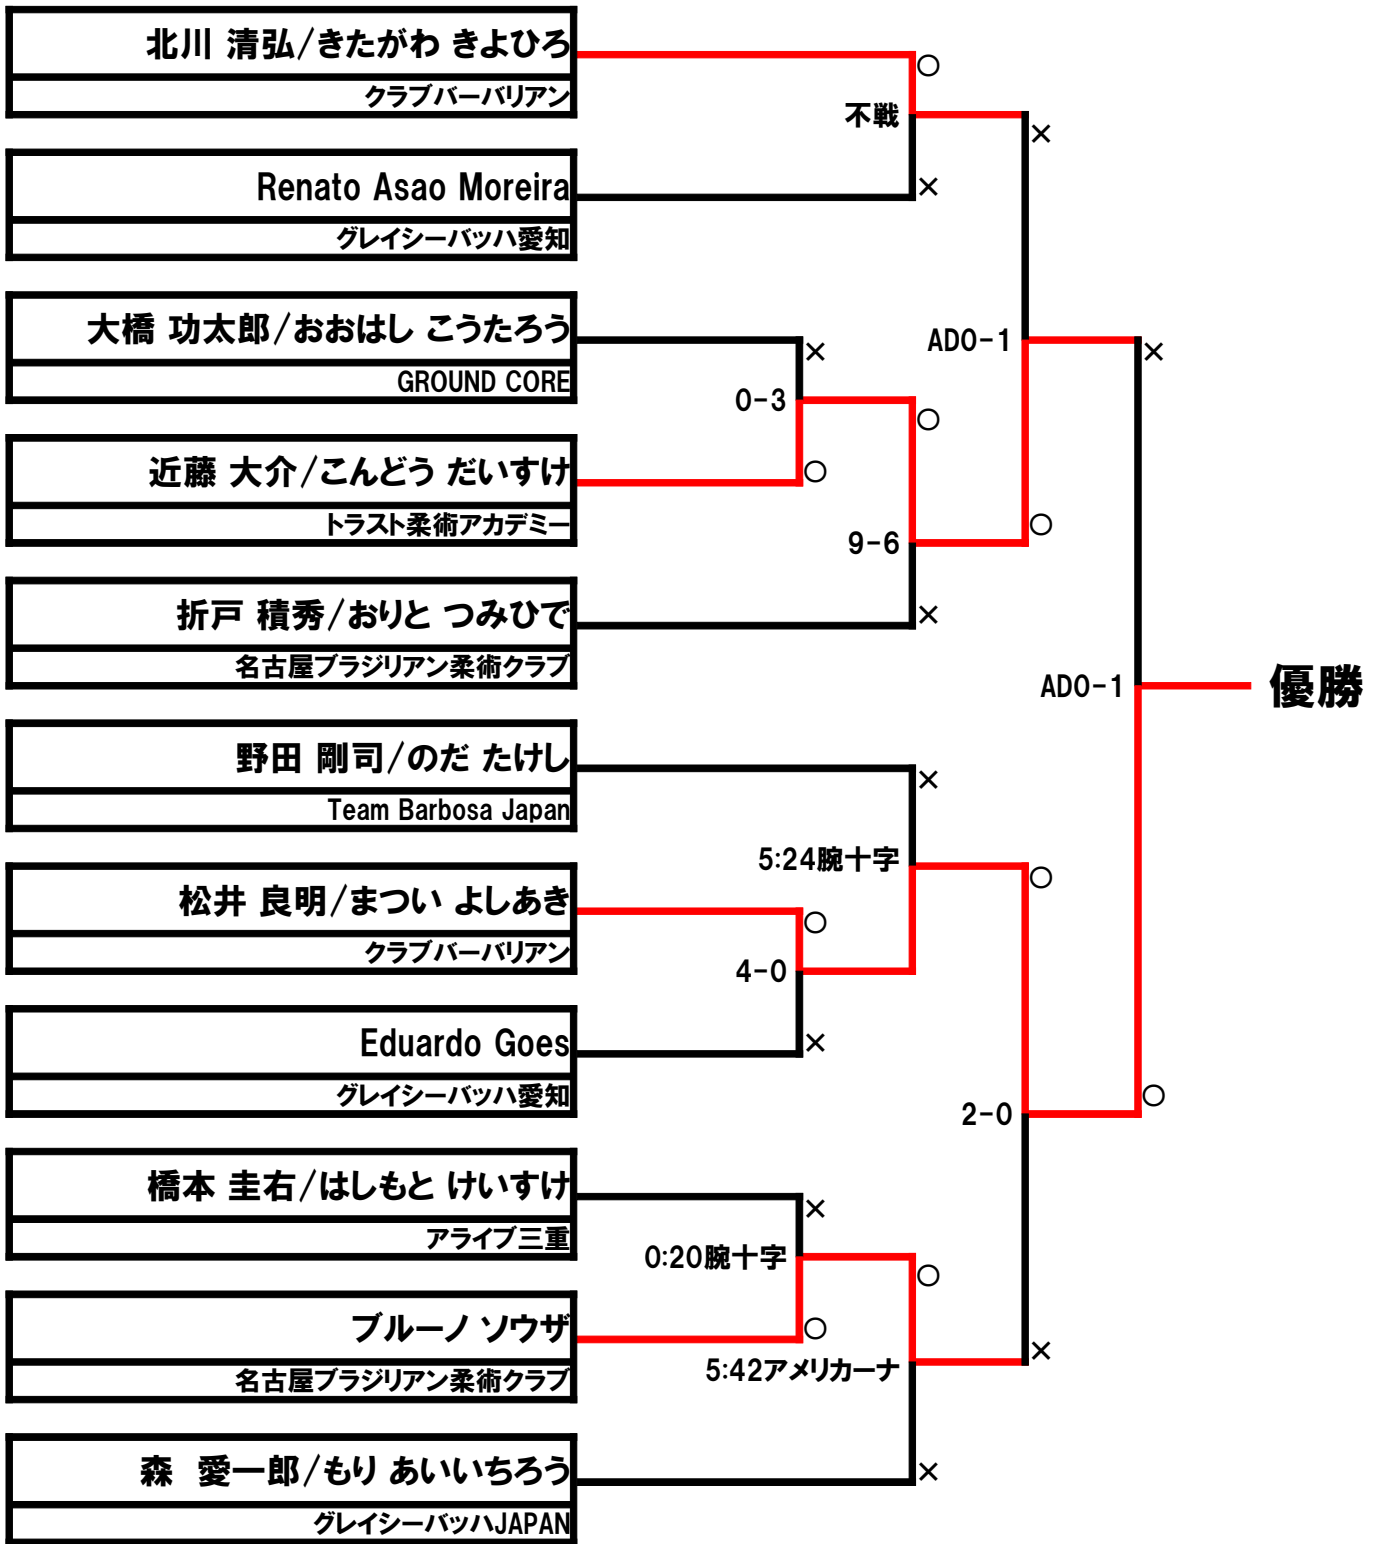 北川 清弘/きたがわ きよひろ
クラブバーバリアン
○
不戦
×
×
Renato Asao Moreira
グレイシーバッハ愛知
大橋 功太郎/おおはし こうたろう
GROUND CORE
×
0-3
○
ADO-1
×
近藤 大介/こんどう だいすけ
トラスト柔術アカデミー
○
9-6
○
折戸 積秀/おりと つみひで
名古屋ブラジリアン柔術クラブ
×
ADO-1
優勝
野田 剛司/のだ たけし
Team Barbosa Japan
×
5:24腕十字
○
松井 良明/まつい よしあき
クラブバーバリアン
○
4-0
×
Eduardo Goes
グレイシーバッハ愛知
2-0
○
橋本 圭右/はしもと けいすけ
アライブ三重
×
0:20腕十字
○
ブルーノ ソウザ
名古屋ブラジリアン柔術クラブ
○
5:42アメリカーナ
×
森 愛一郎/もり あいいちろう
グレイシーバッハJAPAN
×